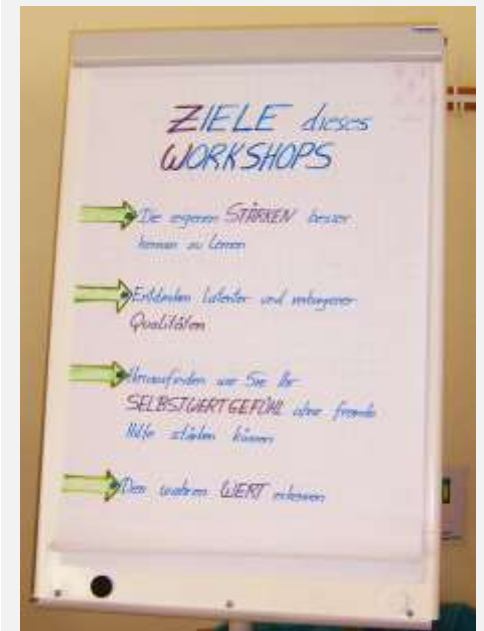 ZIELE dieses
WORKSHOPS
Die eigenen STÄRKEN besser
kennen zu lernen
Entdecken latenter und verborgener
Qualitäten
Herausfinden wie Sie Ihr
SELBSTWERTGEFÜHL ohne fremde
Hilfe stärken können
Den wahren WERT erkennen